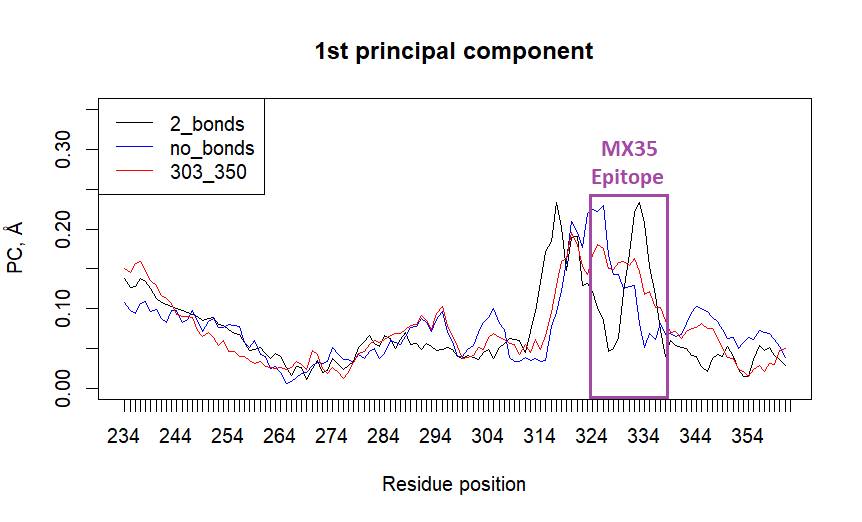 1st principal component
2_bonds
no_bonds
303_350
MX35
Epitope
PC, Å
0.00 0.10 0.20 0.30
234 244 254 264 274 284 294 304 314 324 334 344 354
Residue position